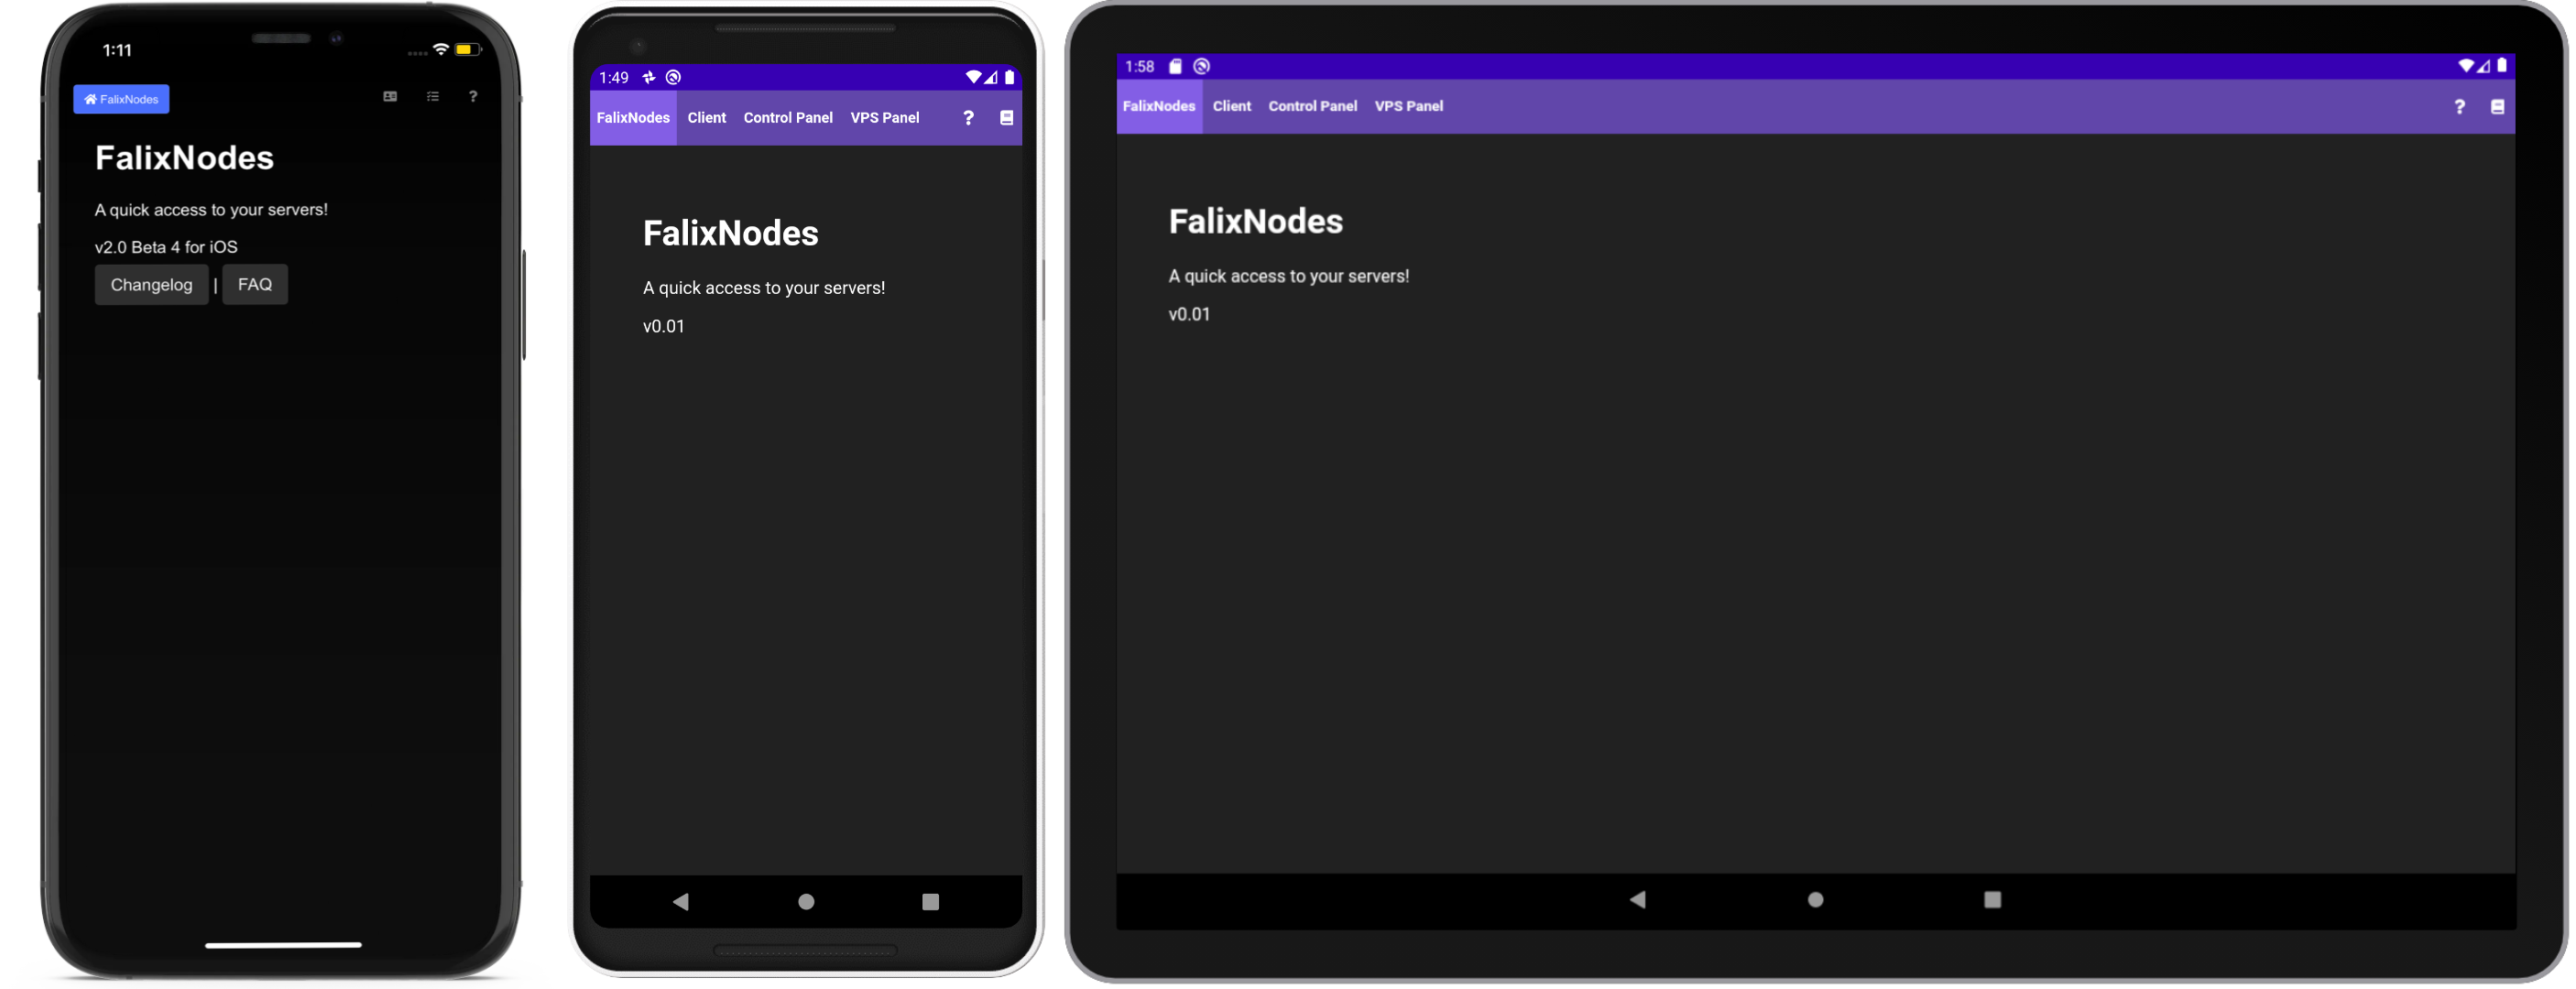 1:11
FalixNodes
?
FalixNodes
A quick access to your servers!
v2.0 Beta 4 for iOS
Changelog | FAQ
1:49
FalixNodes Client Control Panel VPS Panel ?
FalixNodes
A quick access to your servers!
v0.01
1:58
FalixNodes Client Control Panel VPS Panel ?
FalixNodes
A quick access to your servers!
v0.01